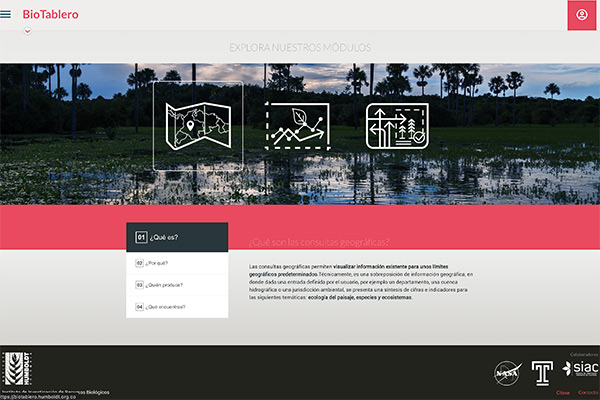 BioTablero
EXPLORA NUESTROS MÓDULOS
01 ¿Qué es?
02 ¿Por qué?
03 ¿Quién produce?
04 ¿Qué encuentras?
¿Qué son las consultas geográficas?
Las consultas geográficas permiten visualizar información existente para unos límites
geográficos predeterminados. Técnicamente, es una sobreposición de información geográfica, en
donde dada una entrada definida por el usuario, por ejemplo un departamento, una cuenca
hidrográfica o una jurisdicción ambiental, se presenta una síntesis de cifras e indicadores para
las siguientes temáticas: ecología del paisaje, especies y ecosistemas.
HUMBOLDT
Instituto de Investigación de Recursos Biológicos
https://biotablero.humboldt.org.co
Colaboradores
NASA
T
siac
Contacto